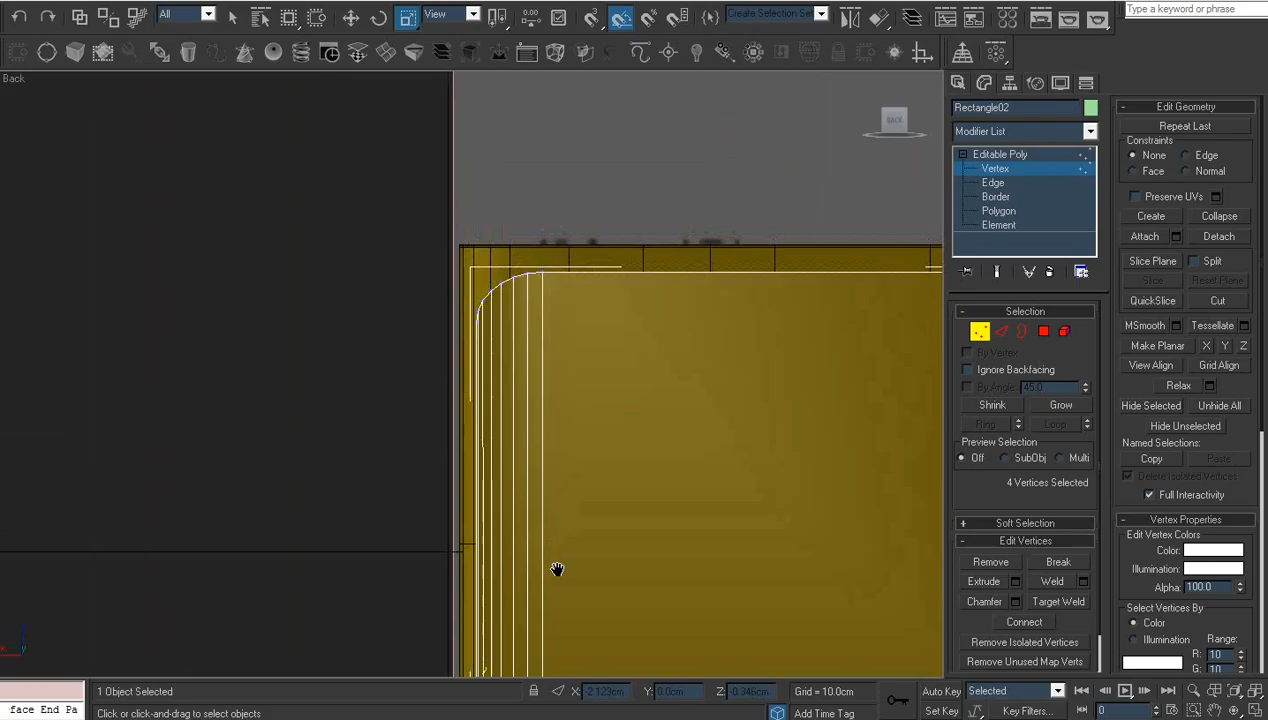 All
View
Create Selection Set
Type a keyword or phrase
Back
BACK
Rectangle02
Modifier List
Editable Poly
Vertex
Edge
Border
Polygon
Element
Selection
By Vertex
Ignore Backfacing
By Angle: 45.0
Shrink
Grow
Ring
Loop
Preview Selection
Off
SubObj
Multi
4 Vertices Selected
Soft Selection
Edit Vertices
Remove
Break
Extrude
Weld
Chamfer
Target Weld
Connect
Remove Isolated Vertices
Remove Unused Map Verts
Edit Geometry
Repeat Last
Constraints
None
Edge
Face
Normal
Preserve UVs
Create
Collapse
Attach
Detach
Slice Plane
Split
Slice
Reset Plane
QuickSlice
Cut
MSmooth
Tessellate
Make Planar
X
Y
Z
View Align
Grid Align
Relax
Hide Selected
Unhide All
Hide Unselected
Named Selections:
Copy
Paste
Delete Isolated Vertices
Full Interactivity
Vertex Properties
Edit Vertex Colors
Color:
Illumination:
Alpha: 100.0
Select Vertices By
Color
Illumination
Range:
R: 10
G: 10
face End Pa
1 Object Selected
Click or click-and-drag to select objects
X: -2.123cm
Y: 0.0cm
Z: -0.346cm
Grid = 10.0cm
Add Time Tag
Auto Key
Selected
Set Key
Key Filters...
0